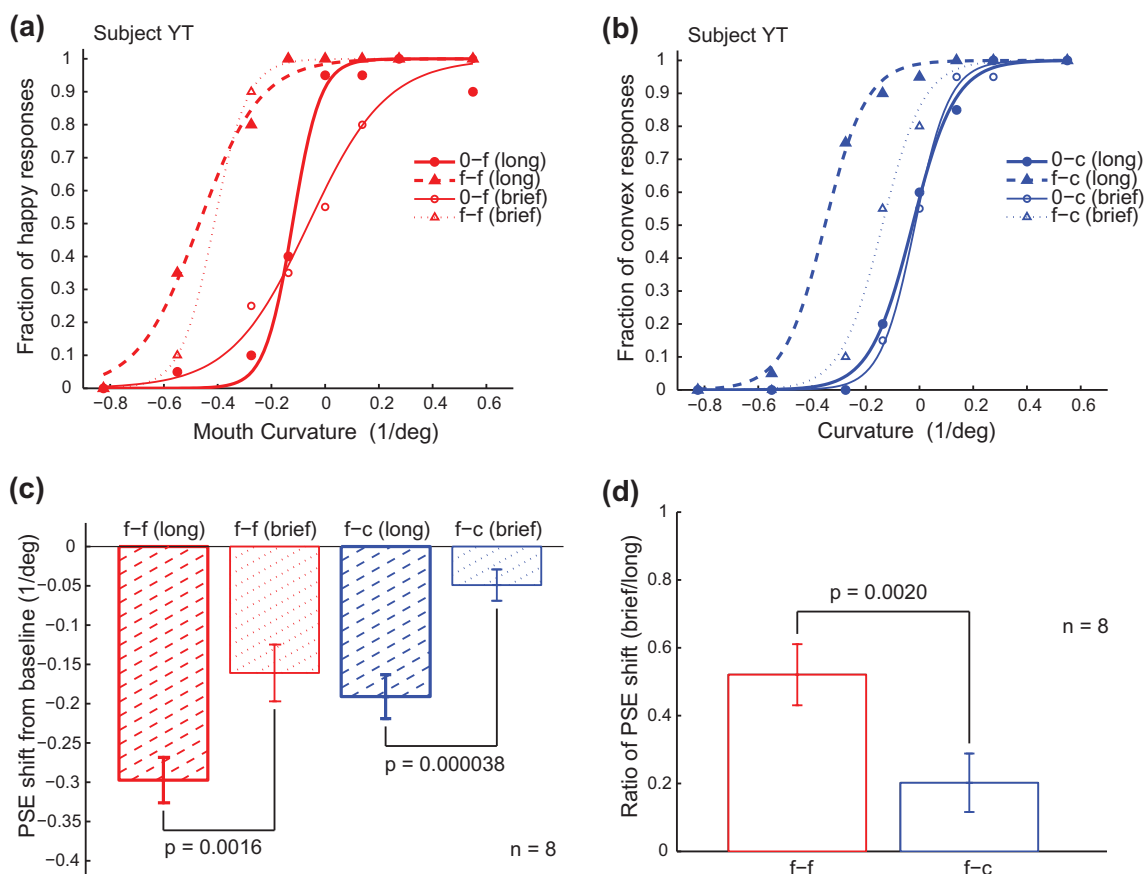 (a)
Subject YT
Fraction of happy responses
1
0.9
0.8
0.7
0.6
0.5
0.4
0.3
0.2
0.1
0
−0.8 −0.6 −0.4 −0.2 0 0.2 0.4 0.6
Mouth Curvature (1/deg)
0−f (long)
f−f (long)
0−f (brief)
f−f (brief)
(b)
Subject YT
Fraction of convex responses
1
0.9
0.8
0.7
0.6
0.5
0.4
0.3
0.2
0.1
0
−0.8 −0.6 −0.4 −0.2 0 0.2 0.4 0.6
Curvature (1/deg)
0−c (long)
f−c (long)
0−c (brief)
f−c (brief)
(c)
f−f (long) f−f (brief) f−c (long) f−c (brief)
PSE shift from baseline (1/deg)
0
−0.05
−0.1
−0.15
−0.2
−0.25
−0.3
−0.35
−0.4
p = 0.0016
p = 0.000038
n = 8
(d)
Ratio of PSE shift (brief/long)
1
0.8
0.6
0.4
0.2
0
p = 0.0020
n = 8
f−f f−c